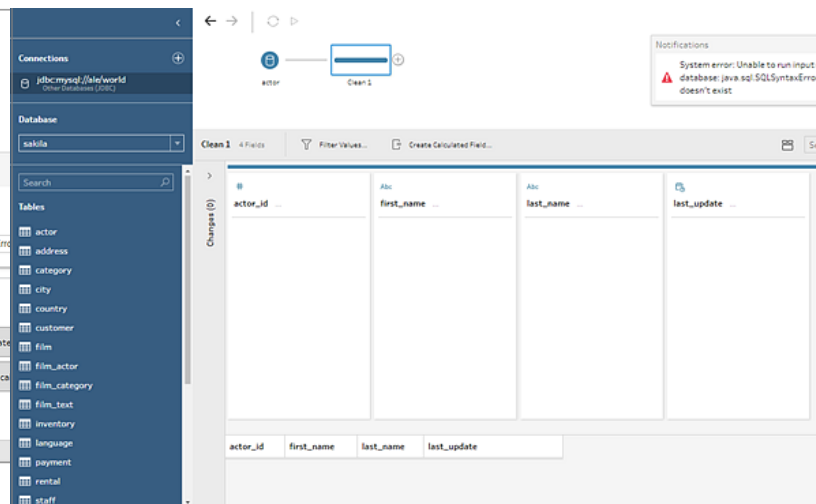 Connections
jdbc:mysql://ale/world
Other Databases (JDBC)
Database
sakila
Search
Tables
actor
address
category
city
country
customer
film
film_actor
film_category
film_text
inventory
language
payment
rental
staff
actor
Clean 1
Notifications
System error: Unable to run input
database: java.sql.SQLSyntaxErro
doesn't exist
Clean 1 4 Fields Filter Values... Create Calculated Field...
Changes (0)
#
actor_id ...
Abc
first_name ...
Abc
last_name ...
last_update ...
actor_id first_name last_name last_update